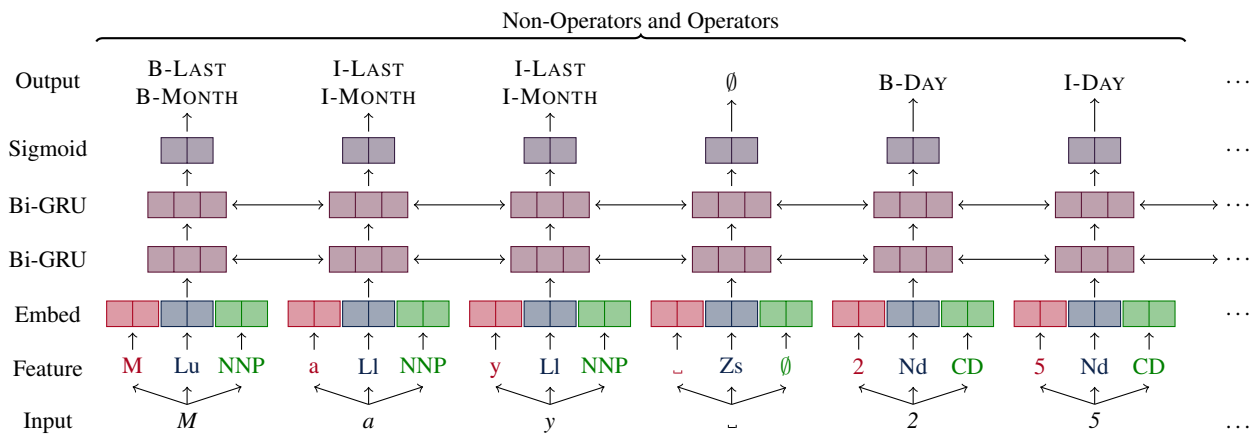 Non-Operators and Operators
Output B-LAST I-LAST I-LAST ∅ B-DAY I-DAY ...
B-MONTH I-MONTH I-MONTH
Sigmoid ...
Bi-GRU ...
Bi-GRU ...
Embed ...
Feature M Lu NNP a Ll NNP y Ll NNP ␣ Zs ∅ 2 Nd CD 5 Nd CD ...
Input M a y ␣ 2 5 ...